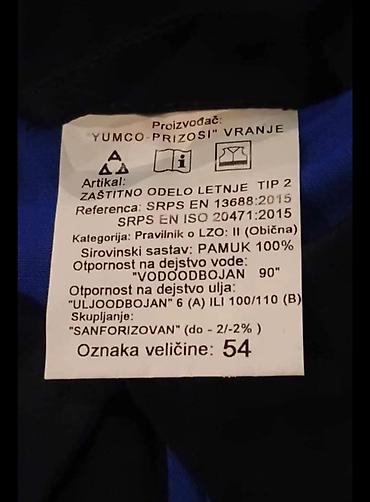 Proizvođač:
"YUMCO-PRIZOSI" VRANJE
Artikal:
ZAŠTITNO ODELO LETNJE TIP 2
Referenca: SRPS EN 13688:2015
SRPS EN ISO 20471:2015
Kategorija: Pravilnik o LZO: II (Obična)
Sirovinski sastav: PAMUK 100%
Otpornost na dejstvo vode:
"VODOODBOJAN 90"
Otpornost na dejstvo ulja:
"ULJOODBOJAN" 6 (A) ILI 100/110 (B)
Skupljanje:
"SANFORIZOVAN" (do - 2/-2% )
Oznaka veličine: 54